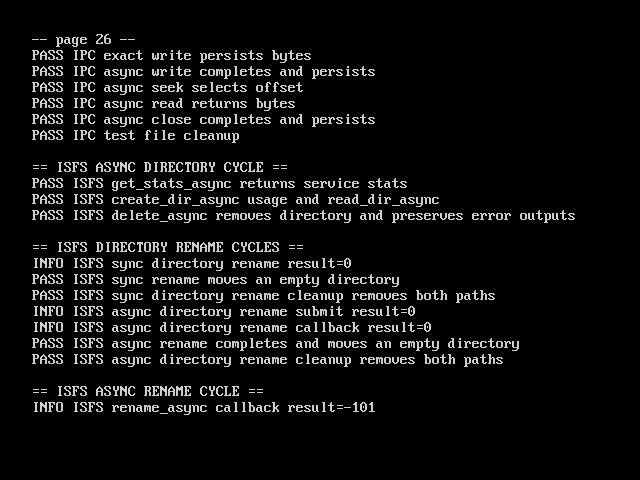 -- page 26 --
PASS IPC exact write persists bytes
PASS IPC async write completes and persists
PASS IPC async seek selects offset
PASS IPC async read returns bytes
PASS IPC async close completes and persists
PASS IPC test file cleanup
== ISFS ASYNC DIRECTORY CYCLE ==
PASS ISFS get_stats_async returns service stats
PASS ISFS create_dir_async usage and read_dir_async
PASS ISFS delete_async removes directory and preserves error outputs
== ISFS DIRECTORY RENAME CYCLES ==
INFO ISFS sync directory rename result=0
PASS ISFS sync rename moves an empty directory
PASS ISFS sync directory rename cleanup removes both paths
INFO ISFS async directory rename submit result=0
INFO ISFS async directory rename callback result=0
PASS ISFS async rename completes and moves an empty directory
PASS ISFS async directory rename cleanup removes both paths
== ISFS ASYNC RENAME CYCLE ==
INFO ISFS rename_async callback result=-101